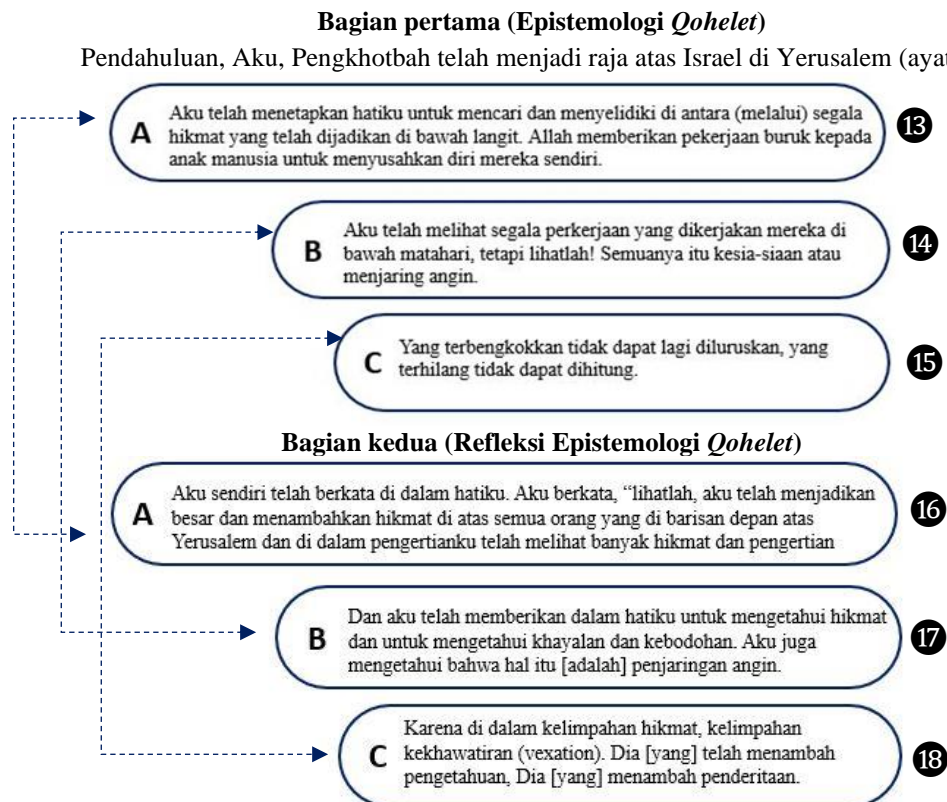 Bagian pertama (Epistemologi Qohelet)
Pendahuluan, Aku, Pengkhotbah telah menjadi raja atas Israel di Yerusalem
A
Aku telah menetapkan hatiku untuk mencari dan menyelidiki di antara (melalui) segala
hikmat yang telah dijadikan di bawah langit. Allah memberikan pekerjaan buruk kepada
anak manusia untuk menyusahkan diri mereka sendiri.
13
B
Aku telah melihat segala perkerjaan yang dikerjakan mereka di
bawah matahari, tetapi lihatlah! Semuanya itu kesia-siaan atau
menjaring angin.
14
C
Yang terbengkokkan tidak dapat lagi diluruskan, yang
terhilang tidak dapat dihitung.
15
Bagian kedua (Refleksi Epistemologi Qohelet)
A
Aku sendiri telah berkata di dalam hatiku. Aku berkata, “lihatlah, aku telah menjadikan
besar dan menambahkan hikmat di atas semua orang yang di barisan depan atas
Yerusalem dan di dalam pengertianku telah melihat banyak hikmat dan pengertian
16
B
Dan aku telah memberikan dalam hatiku untuk mengetahui hikmat
dan untuk mengetahui khayalan dan kebodohan. Aku juga
mengetahui bahwa hal itu [adalah] penjaringan angin.
17
C
Karena di dalam kelimpahan hikmat, kelimpahan
kekhawatiran (vexation). Dia [yang] telah menambah
pengetahuan, Dia [yang] menambah penderitaan.
18